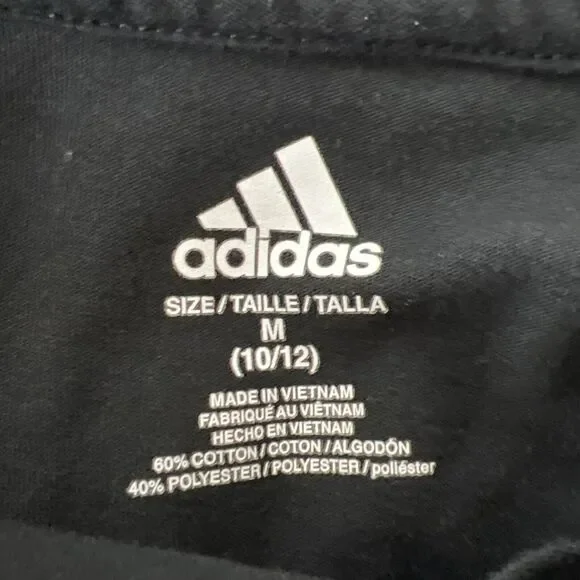 adidas
SIZE/TAILLE/TALLA
M
(10/12)
MADE IN VIETNAM
FABRIQUÉ AU VIÊTNAM
HECHO EN VIETNAM
60% COTTON/COTON/ALGODÓN
40% POLYESTER/POLYESTER/poliéster